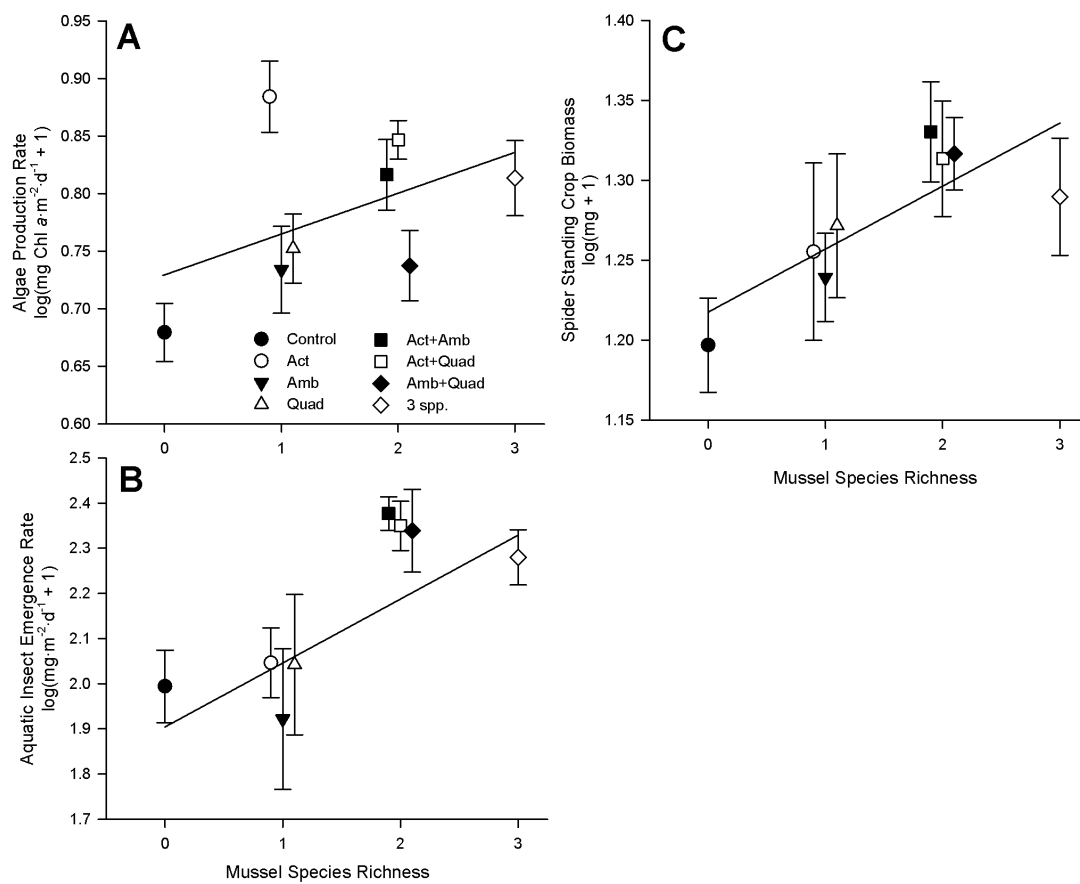 A
Algae Production Rate
log(mg Chl a·m⁻²·d⁻¹ + 1)
0.95
0.90
0.85
0.80
0.75
0.70
0.65
0.60
Control
Act
Amb
Quad
Act+Amb
Act+Quad
Amb+Quad
3 spp.
0 1 2 3
B
Aquatic Insect Emergence Rate
log(mg·m⁻²·d⁻¹ + 1)
2.5
2.4
2.3
2.2
2.1
2.0
1.9
1.8
1.7
0 1 2 3
Mussel Species Richness
C
Spider Standing Crop Biomass
log(mg + 1)
1.40
1.35
1.30
1.25
1.20
1.15
0 1 2 3
Mussel Species Richness